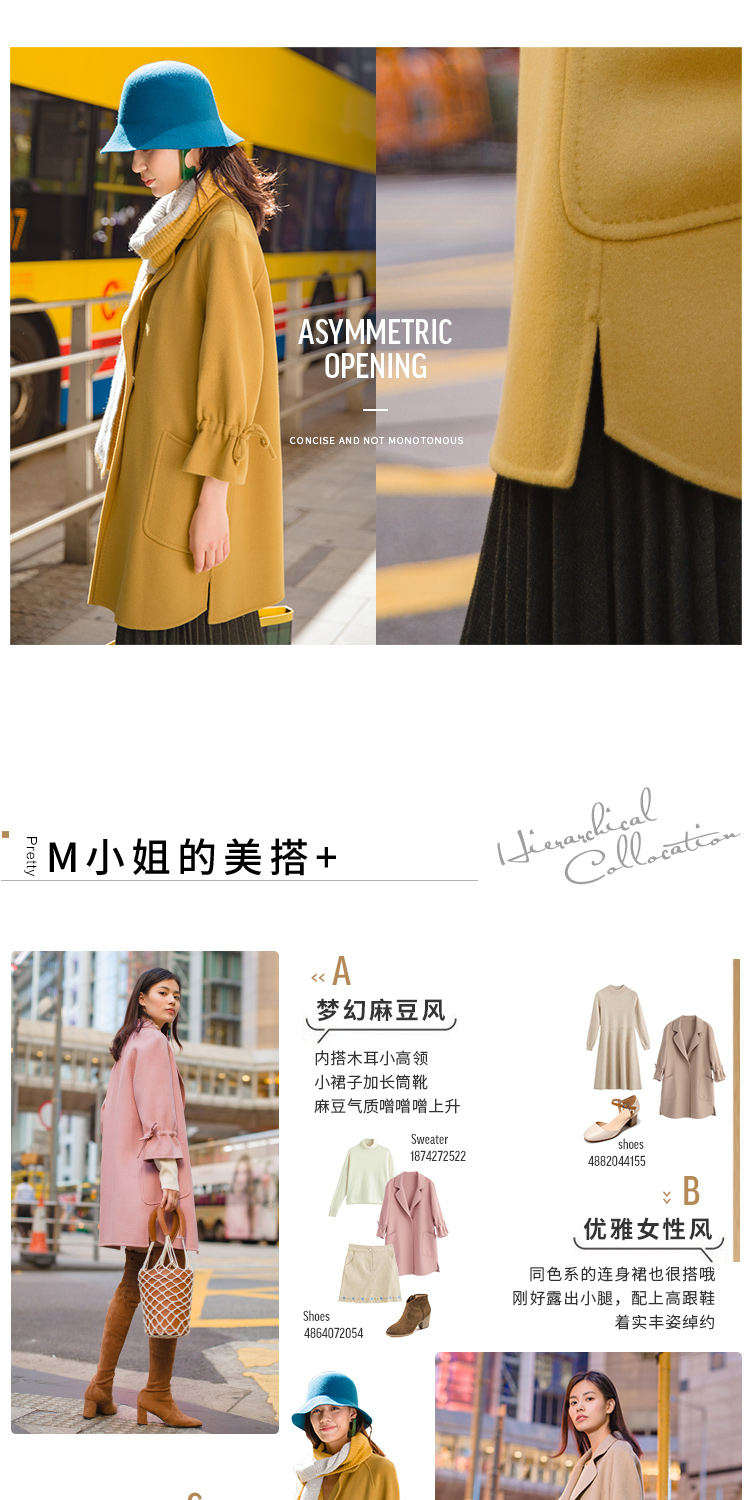 7
ASYMMETRIC
OPENING
CONCISE AND NOT MONOTONOUS
Pretty
M小姐的美搭+
Hierarchical
Collocation
<< A
梦幻麻豆风
内搭木耳小高领
小裙子加长筒靴
麻豆气质噌噌噌上升
Sweater
1874272522
Shoes
4864072054
shoes
4882044155
B
优雅女性风
同色系的连身裙也很搭哦
刚好露出小腿，配上高跟鞋
着实丰姿绰约